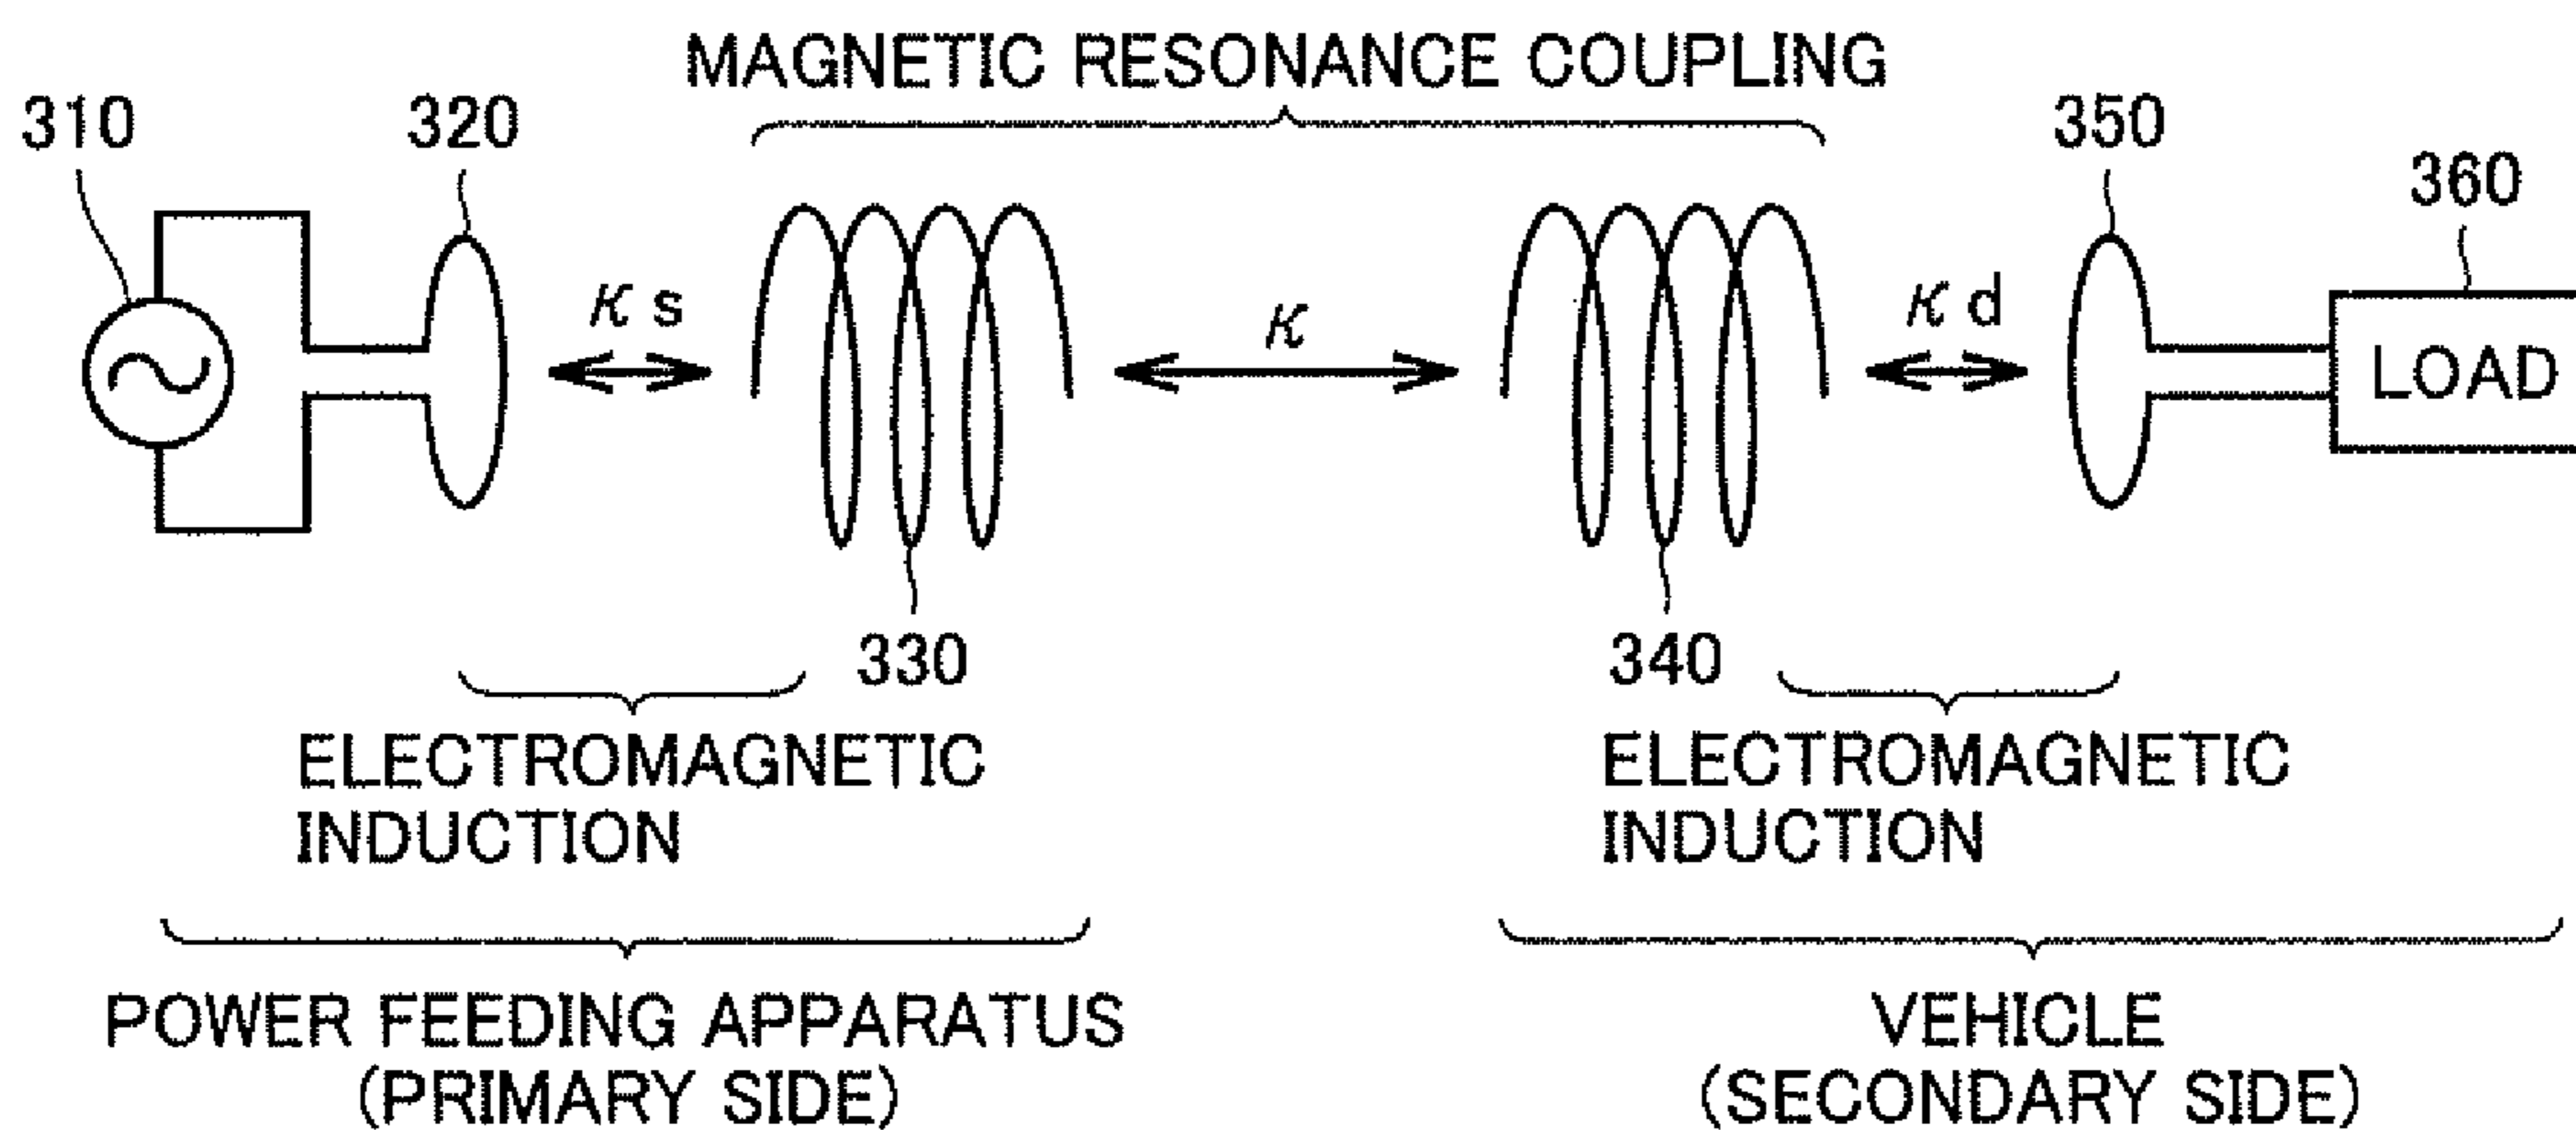 MAGNETIC RESONANCE COUPLING
310
320
350
360
κs
κ
κd
LOAD
330
340
ELECTROMAGNETIC
INDUCTION
ELECTROMAGNETIC
INDUCTION
POWER FEEDING APPARATUS
(PRIMARY SIDE)
VEHICLE
(SECONDARY SIDE)